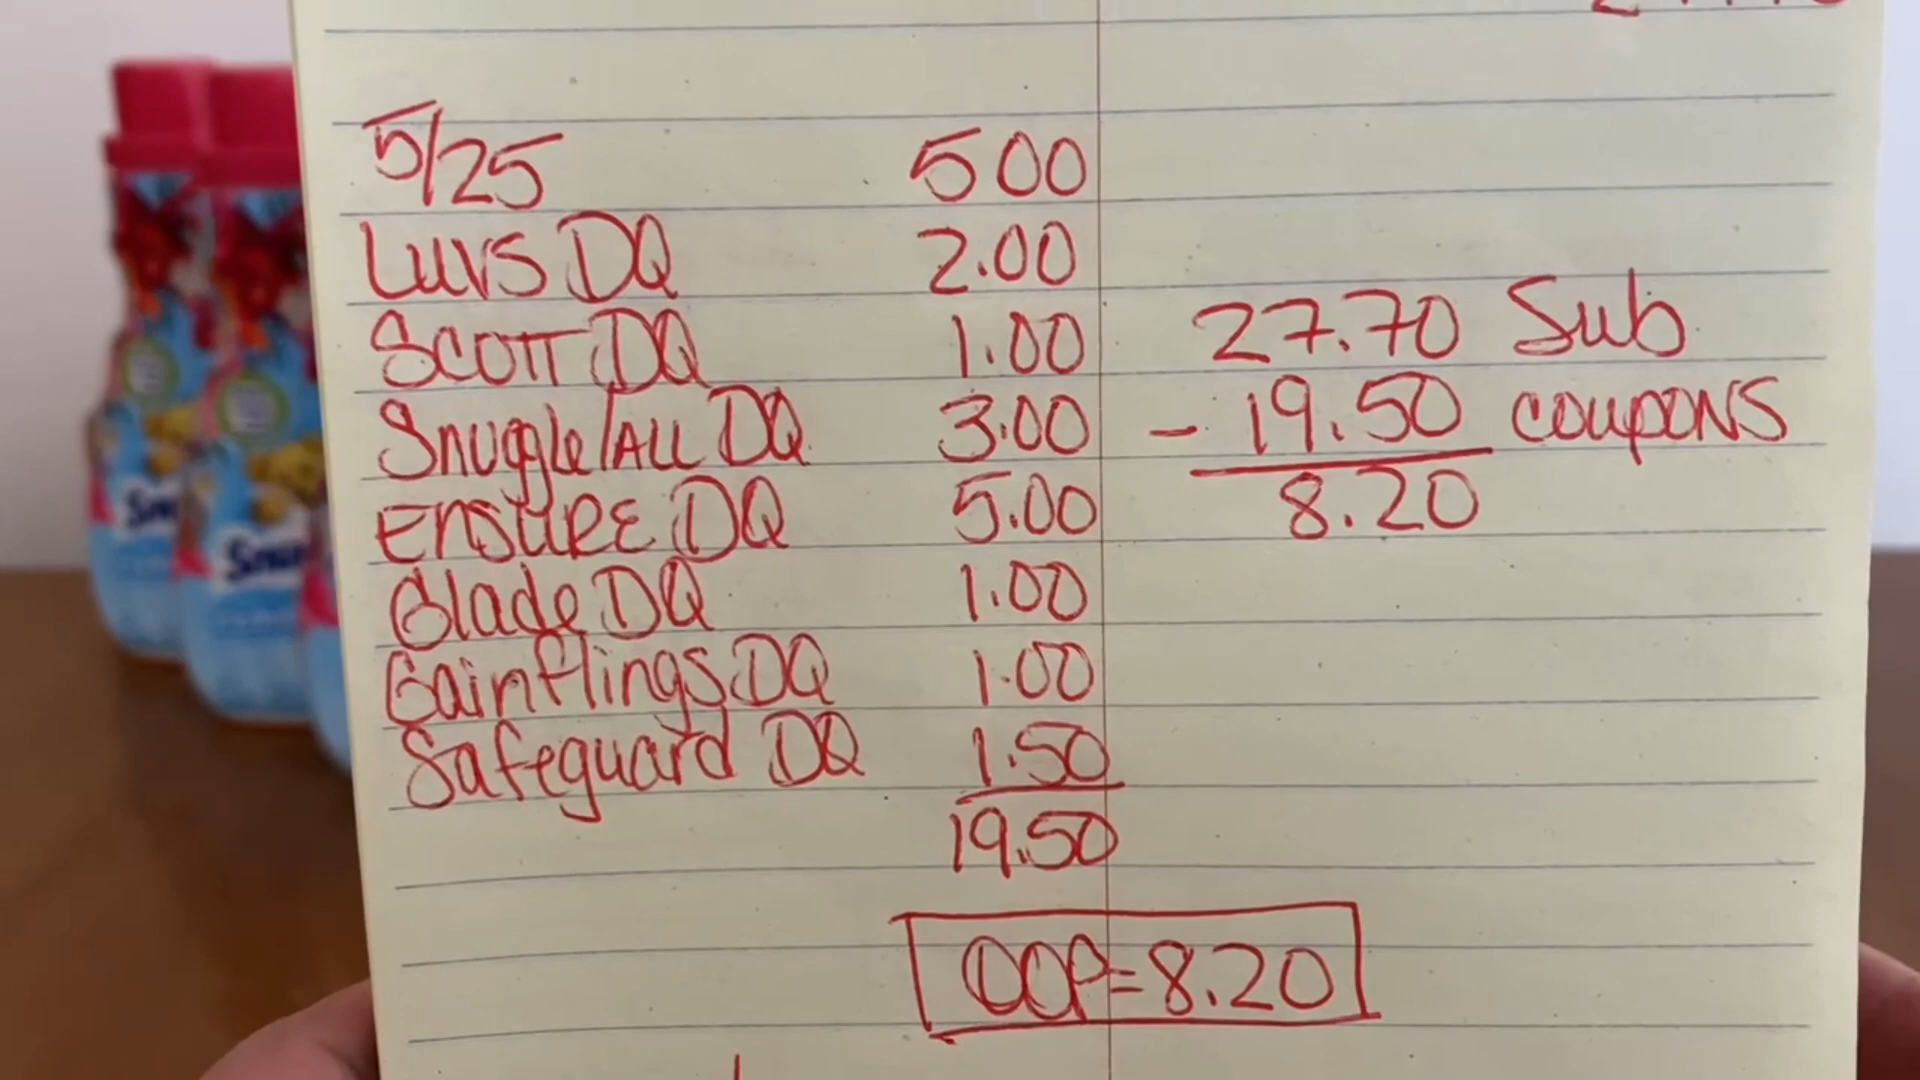 5/25 5 00
LUVS DQ 2.00
SCOTT DQ 1.00
Snuggle/ALL DQ 3.00
ENSURE DQ 5.00
Glade DQ 1.00
Gain flings DQ 1.00
Safeguard DQ 1.50
19.50
27.70 Sub
- 19.50 coupons
8.20
OOP=8.20